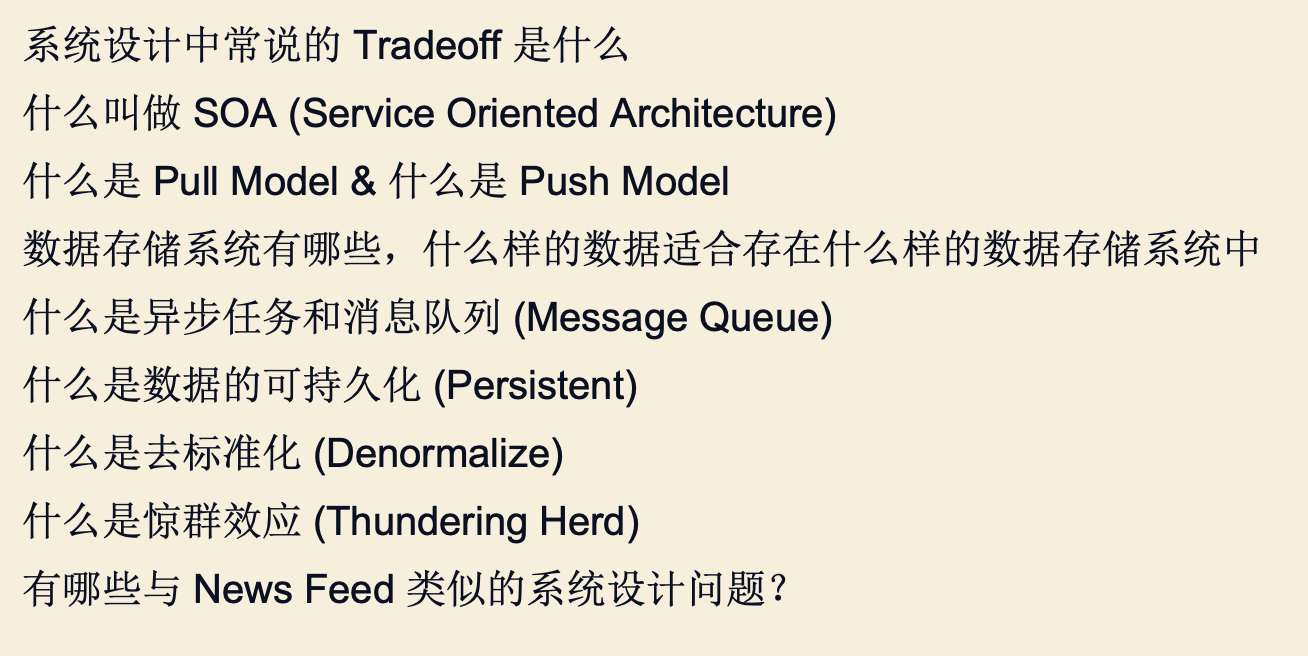 系统设计中常说的 Tradeoff 是什么
什么叫做 SOA (Service Oriented Architecture)
什么是 Pull Model & 什么是 Push Model
数据存储系统有哪些，什么样的数据适合存在什么样的数据存储系统中
什么是异步任务和消息队列 (Message Queue)
什么是数据的可持久化 (Persistent)
什么是去标准化 (Denormalize)
什么是惊群效应 (Thundering Herd)
有哪些与 News Feed 类似的系统设计问题？